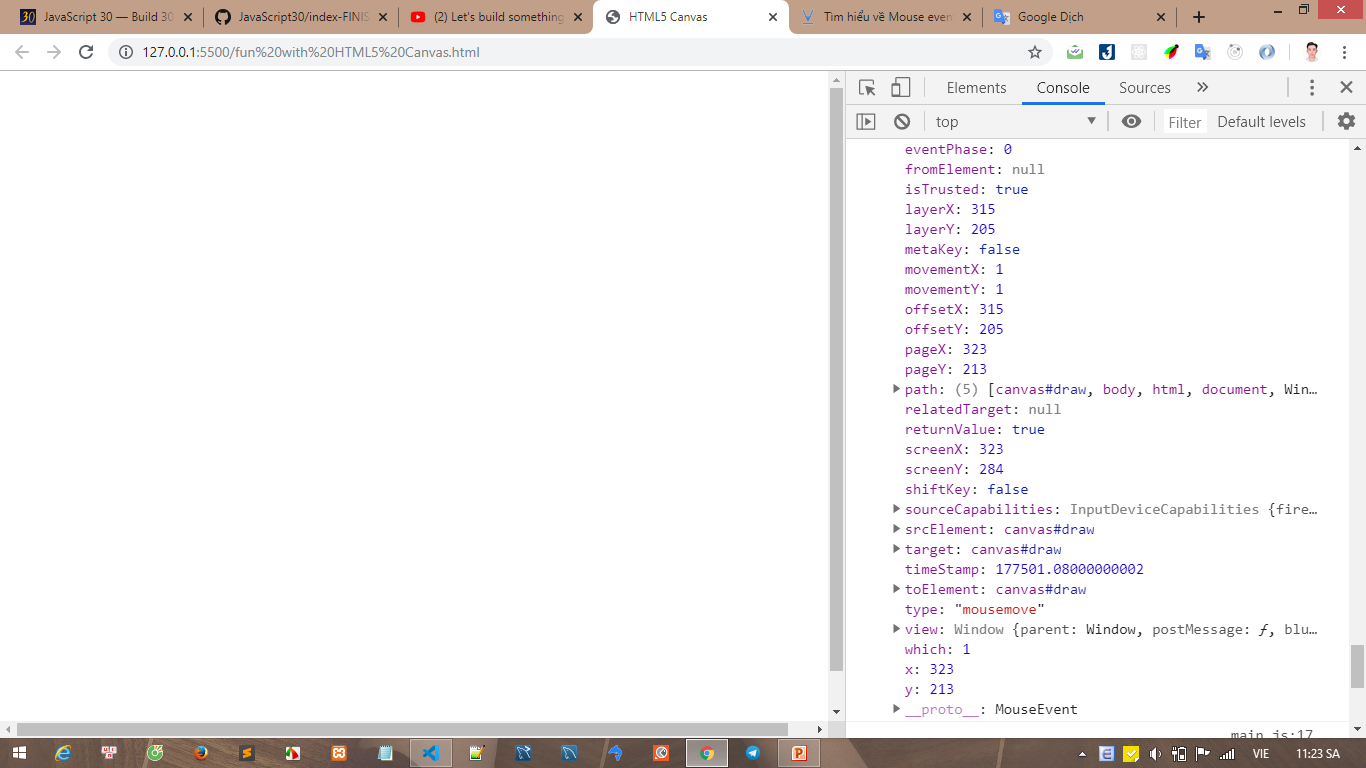 JavaScript 30 — Build 30
JavaScript30/index-FINIS
(2) Let's build something
HTML5 Canvas
Tìm hiểu về Mouse even
Google Dịch
127.0.0.1:5500/fun%20with%20HTML5%20Canvas.html
Elements
Console
Sources
top
Filter
Default levels
eventPhase: 0
fromElement: null
isTrusted: true
layerX: 315
layerY: 205
metaKey: false
movementX: 1
movementY: 1
offsetX: 315
offsetY: 205
pageX: 323
pageY: 213
path: (5) [canvas#draw, body, html, document, Win…
relatedTarget: null
returnValue: true
screenX: 323
screenY: 284
shiftKey: false
sourceCapabilities: InputDeviceCapabilities {fire…
srcElement: canvas#draw
target: canvas#draw
timeStamp: 177501.08000000002
toElement: canvas#draw
type: "mousemove"
view: Window {parent: Window, postMessage: ƒ, blu…
which: 1
x: 323
y: 213
__proto__: MouseEvent
main.js:17
VIE
11:23 SA